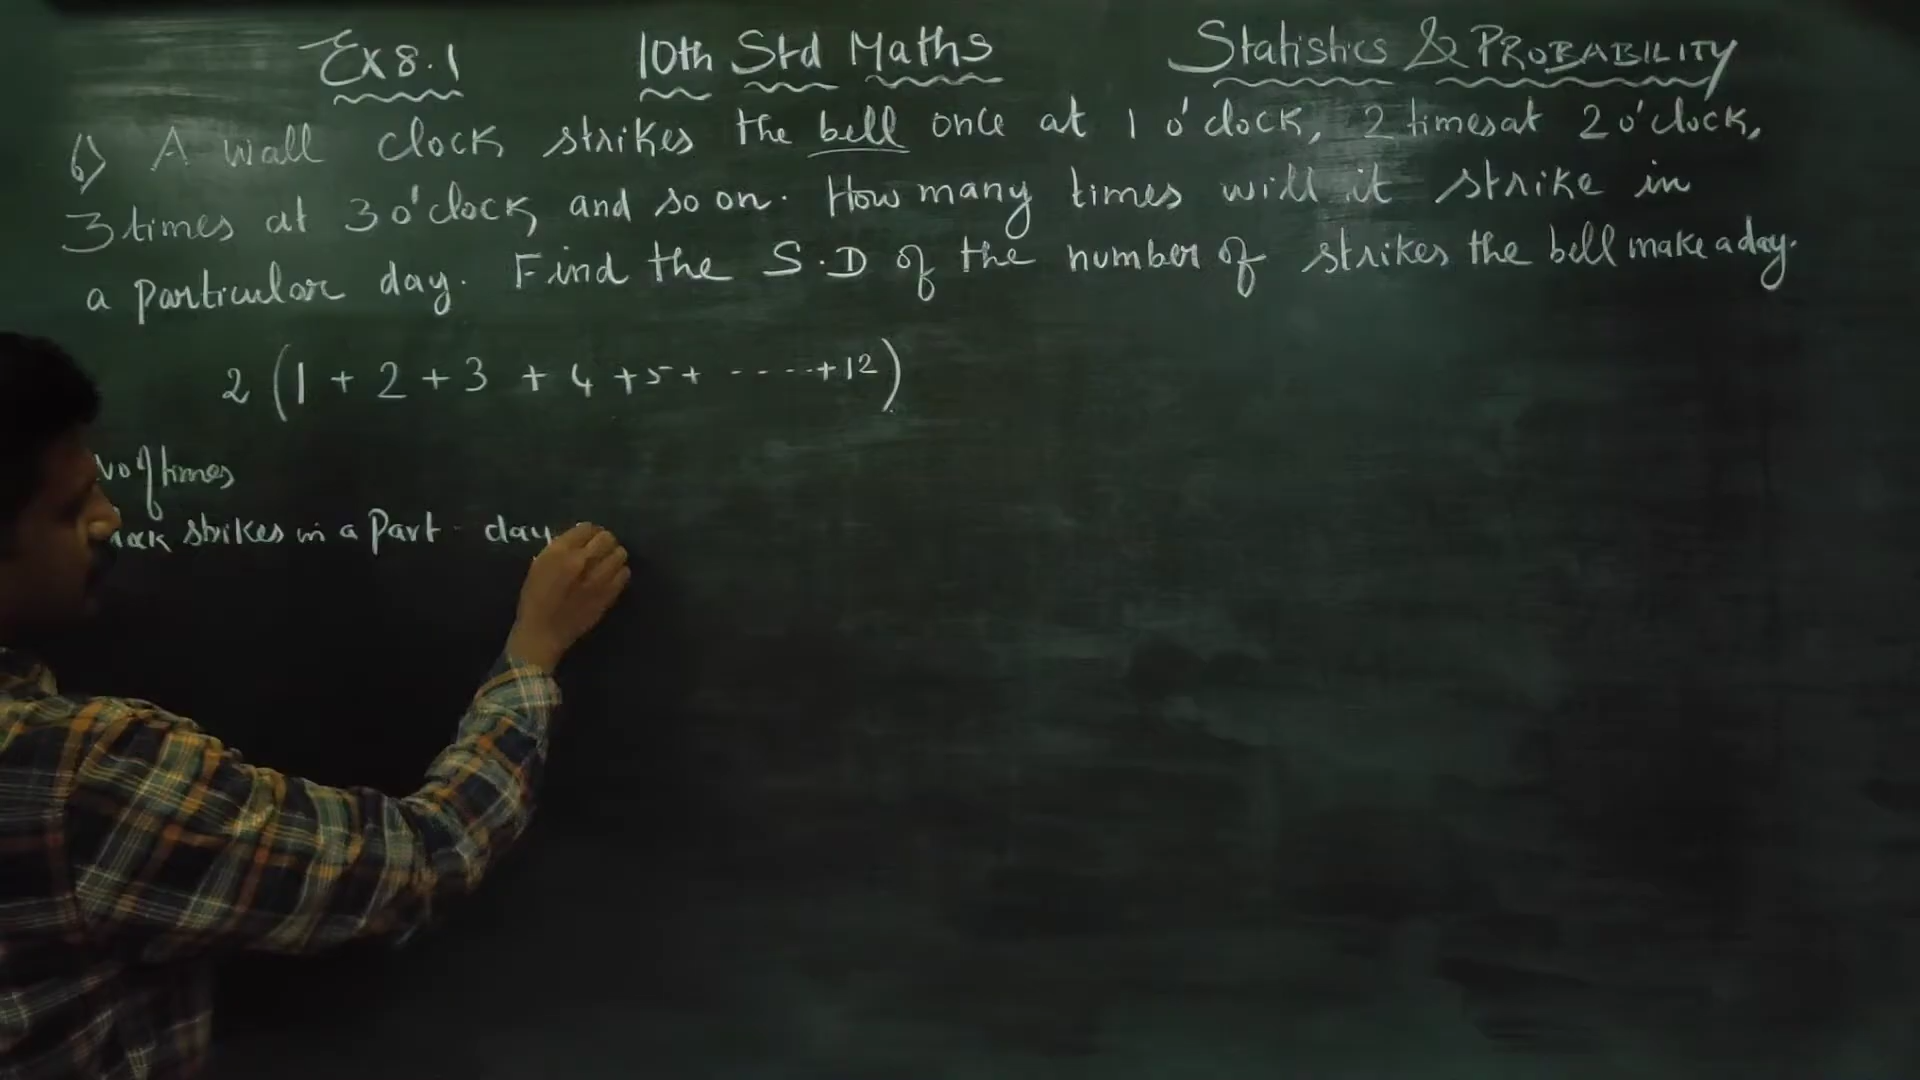 Ex 8.1 10th Std Maths Statistics & PROBABILITY
6) A wall clock strikes the bell once at 1 o'clock, 2 times at 2 o'clock,
3 times at 3 o'clock and so on. How many times will it strike in
a particular day. Find the S.D of the number of strikes the bell make a day.
2 (1 + 2 + 3 + 4 + 5 + ..... + 12)
No of times
strikes in a Part. day